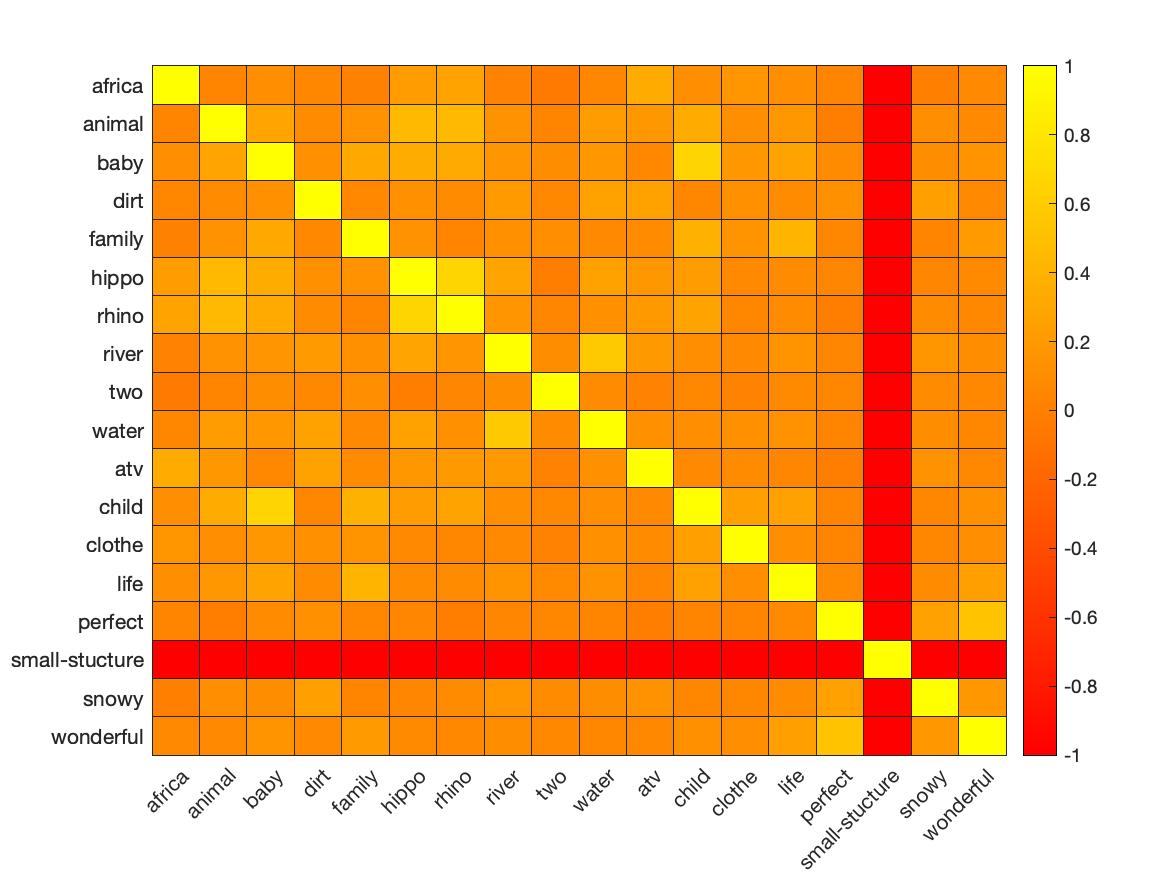 africa
animal
baby
dirt
family
hippo
rhino
river
two
water
atv
child
clothe
life
perfect
small-stucture
snowy
wonderful
africa
animal
baby
dirt
family
hippo
rhino
river
two
water
atv
child
clothe
life
perfect
small-stucture
snowy
wonderful
1
0.8
0.6
0.4
0.2
0
-0.2
-0.4
-0.6
-0.8
-1